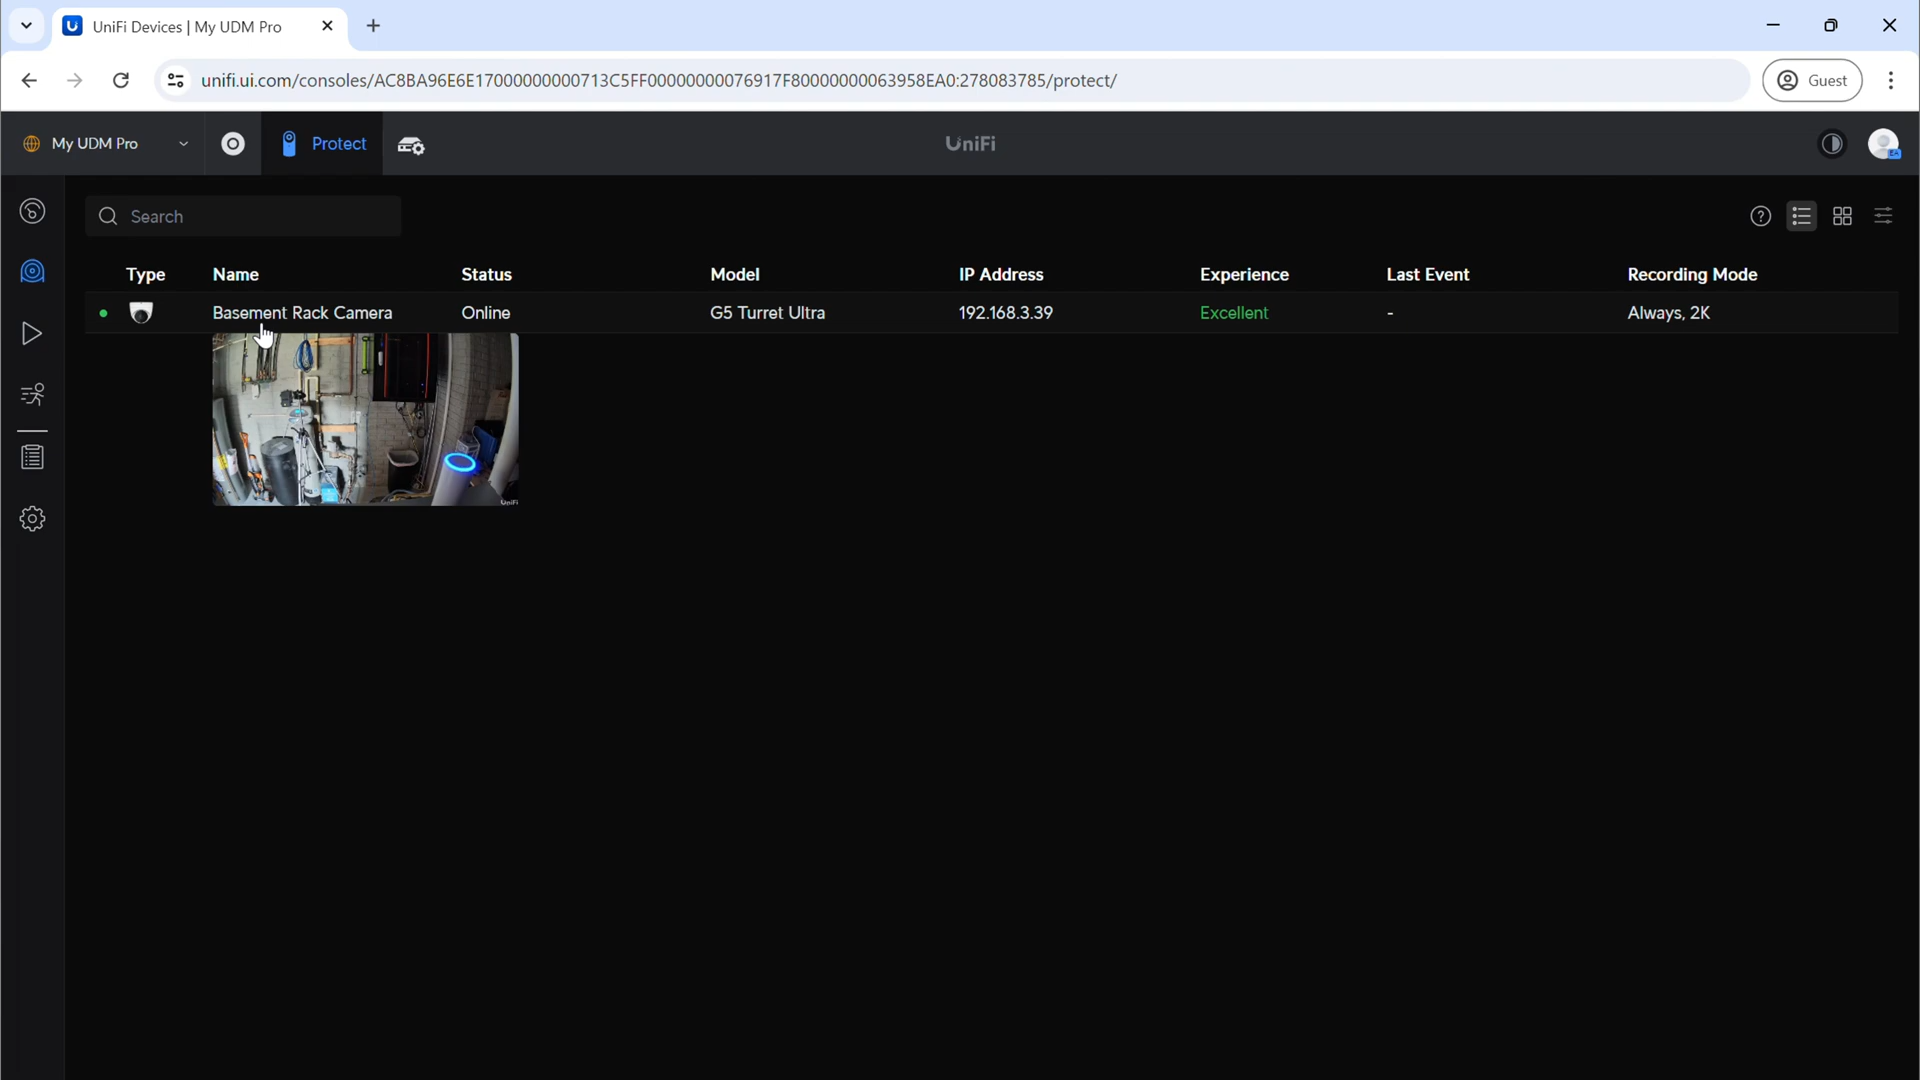 UniFi Devices | My UDM Pro
unifi.ui.com/consoles/AC8BA96E6E17000000000713C5FF00000000076917F80000000063958EA0:278083785/protect/
Guest
My UDM Pro
Protect
UniFi
Search
Type Name Status Model IP Address Experience Last Event Recording Mode
Basement Rack Camera Online G5 Turret Ultra 192.168.3.39 Excellent - Always, 2K
UniFi